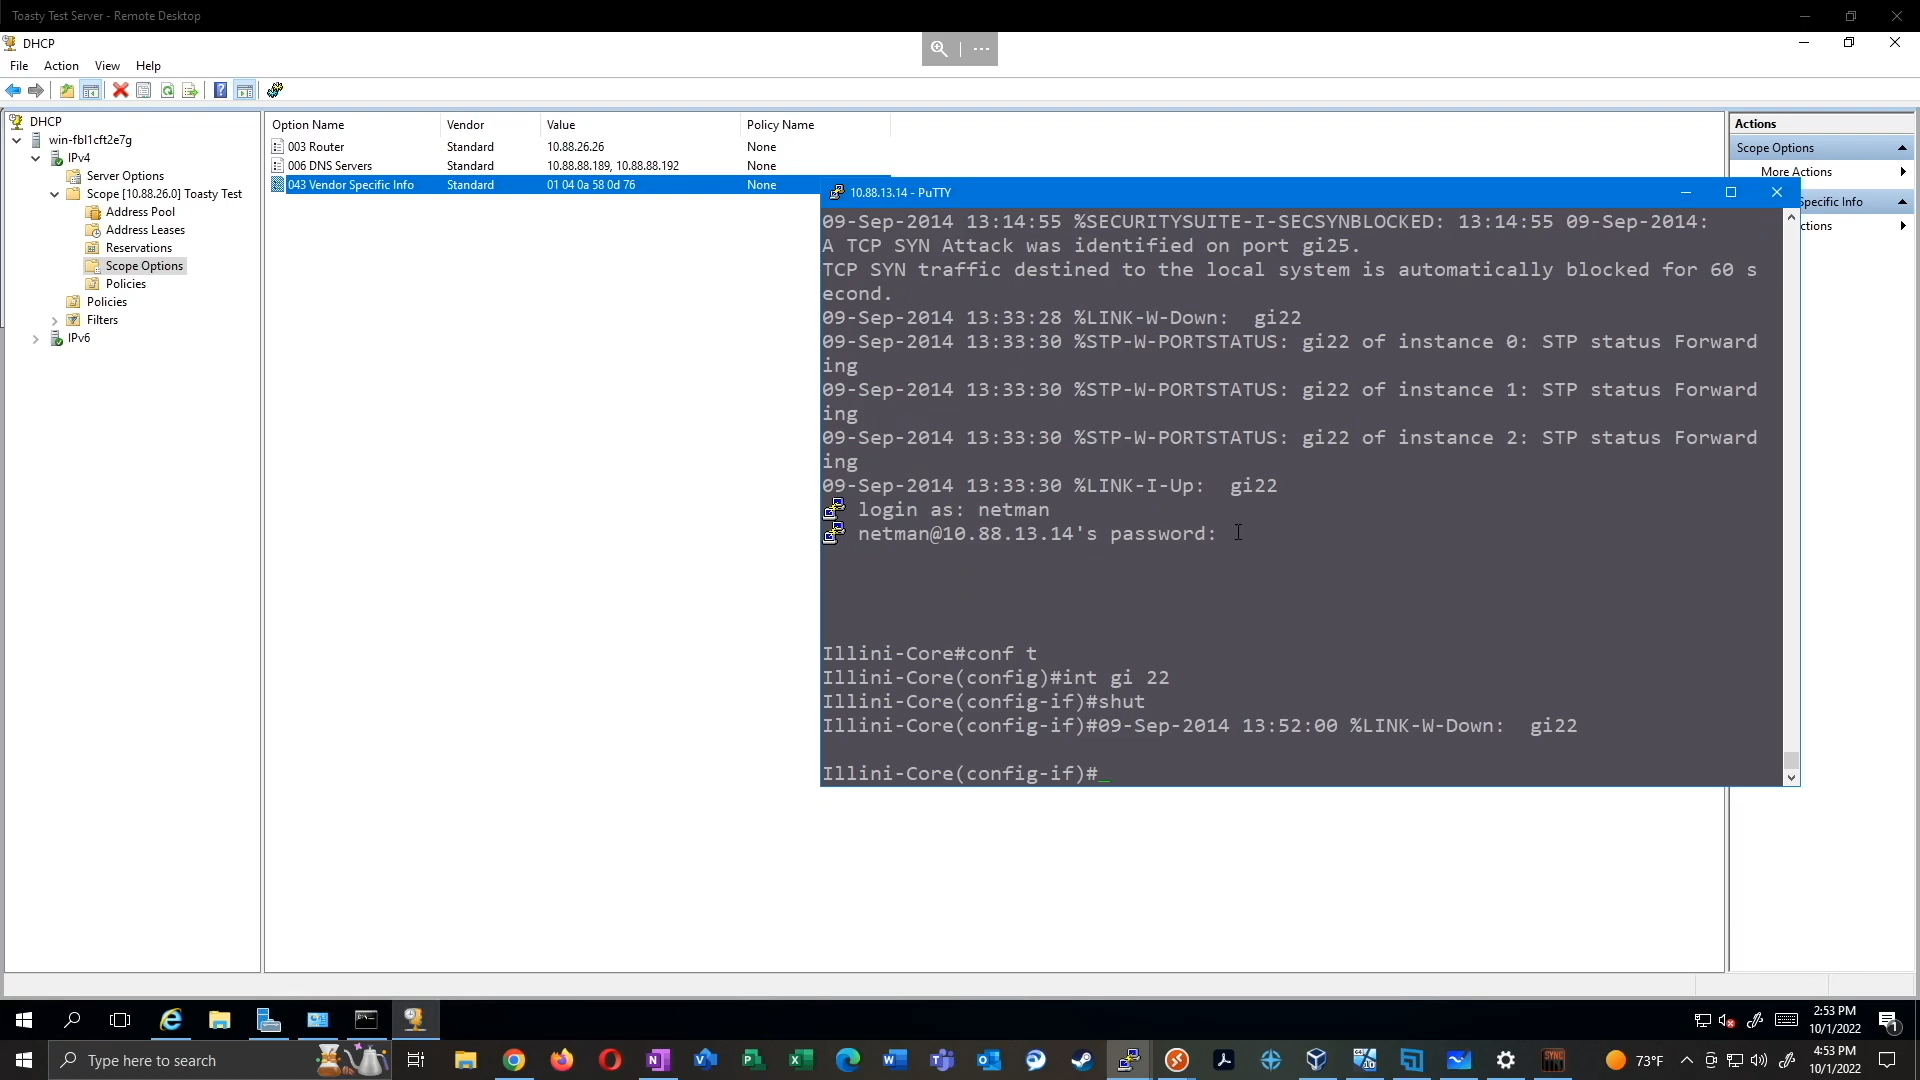 Toasty Test Server - Remote Desktop
DHCP
File Action View Help
DHCP
win-fbl1cft2e7g
IPv4
Server Options
Scope [10.88.26.0] Toasty Test
Address Pool
Address Leases
Reservations
Scope Options
Policies
Policies
Filters
IPv6
Option Name Vendor Value Policy Name
003 Router Standard 10.88.26.26 None
006 DNS Servers Standard 10.88.88.189, 10.88.88.192 None
043 Vendor Specific Info Standard 01 04 0a 58 0d 76 None
Actions
Scope Options
More Actions
pecific Info
ctions
10.88.13.14 - PuTTY
09-Sep-2014 13:14:55 %SECURITYSUITE-I-SECSYNBLOCKED: 13:14:55 09-Sep-2014:
A TCP SYN Attack was identified on port gi25.
TCP SYN traffic destined to the local system is automatically blocked for 60 s
econd.
09-Sep-2014 13:33:28 %LINK-W-Down:  gi22
09-Sep-2014 13:33:30 %STP-W-PORTSTATUS: gi22 of instance 0: STP status Forward
ing
09-Sep-2014 13:33:30 %STP-W-PORTSTATUS: gi22 of instance 1: STP status Forward
ing
09-Sep-2014 13:33:30 %STP-W-PORTSTATUS: gi22 of instance 2: STP status Forward
ing
09-Sep-2014 13:33:30 %LINK-I-Up:  gi22
login as: netman
netman@10.88.13.14's password:
Illini-Core#conf t
Illini-Core(config)#int gi 22
Illini-Core(config-if)#shut
Illini-Core(config-if)#09-Sep-2014 13:52:00 %LINK-W-Down:  gi22
Illini-Core(config-if)#
2:53 PM
10/1/2022
1
Type here to search
73°F
4:53 PM
10/1/2022